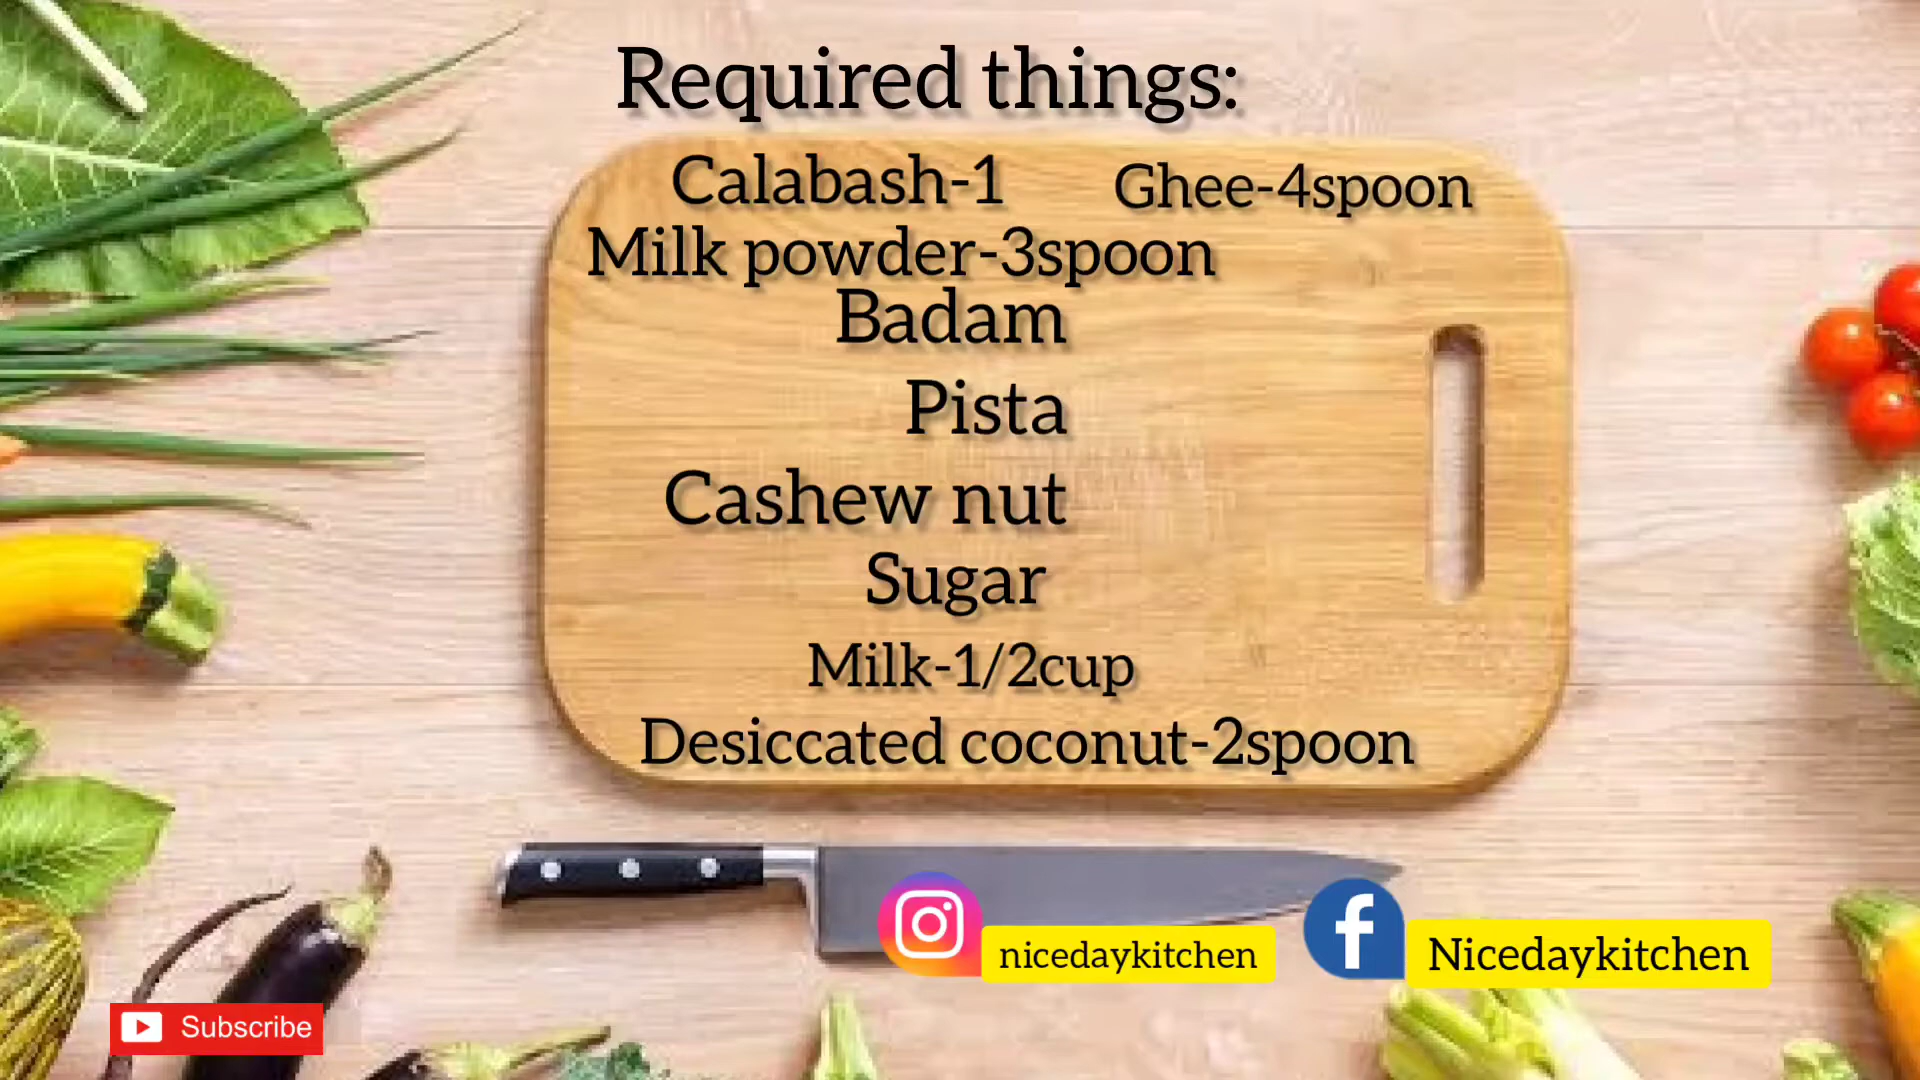 Required things:
Calabash-1 Ghee-4spoon
Milk powder-3spoon
Badam
Pista
Cashew nut
Sugar
Milk-1/2cup
Desiccated coconut-2spoon
nicedaykitchen Nicedaykitchen
Subscribe